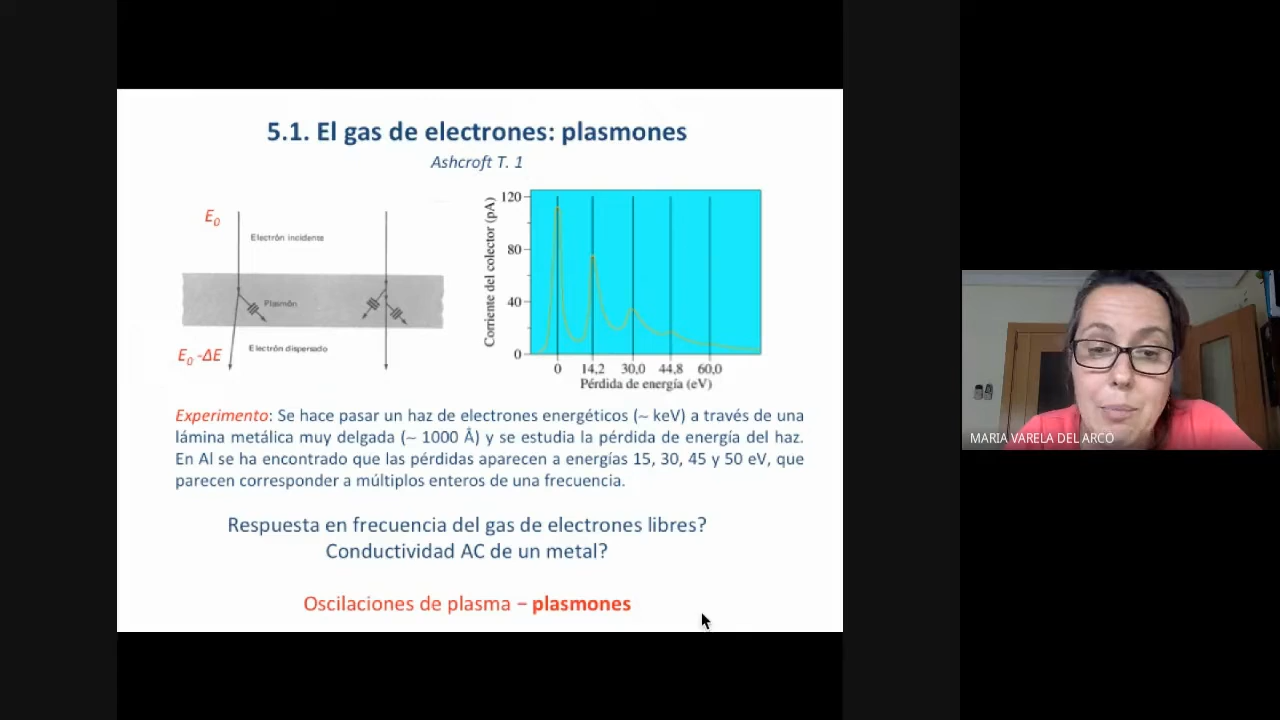 5.1. El gas de electrones: plasmones
Ashcroft T. 1
E0
Electrón incidente
Plasmón
E0 -ΔE
Electrón dispersado
Corriente del colector (pA)
120
80
40
0
0 14,2 30,0 44,8 60,0
Pérdida de energía (eV)
Experimento: Se hace pasar un haz de electrones energéticos (~ keV) a través de una
lámina metálica muy delgada (~ 1000 Å) y se estudia la pérdida de energía del haz.
En Al se ha encontrado que las pérdidas aparecen a energías 15, 30, 45 y 50 eV, que
parecen corresponder a múltiplos enteros de una frecuencia.
Respuesta en frecuencia del gas de electrones libres?
Conductividad AC de un metal?
Oscilaciones de plasma – plasmones
MARIA VARELA DEL ARCO